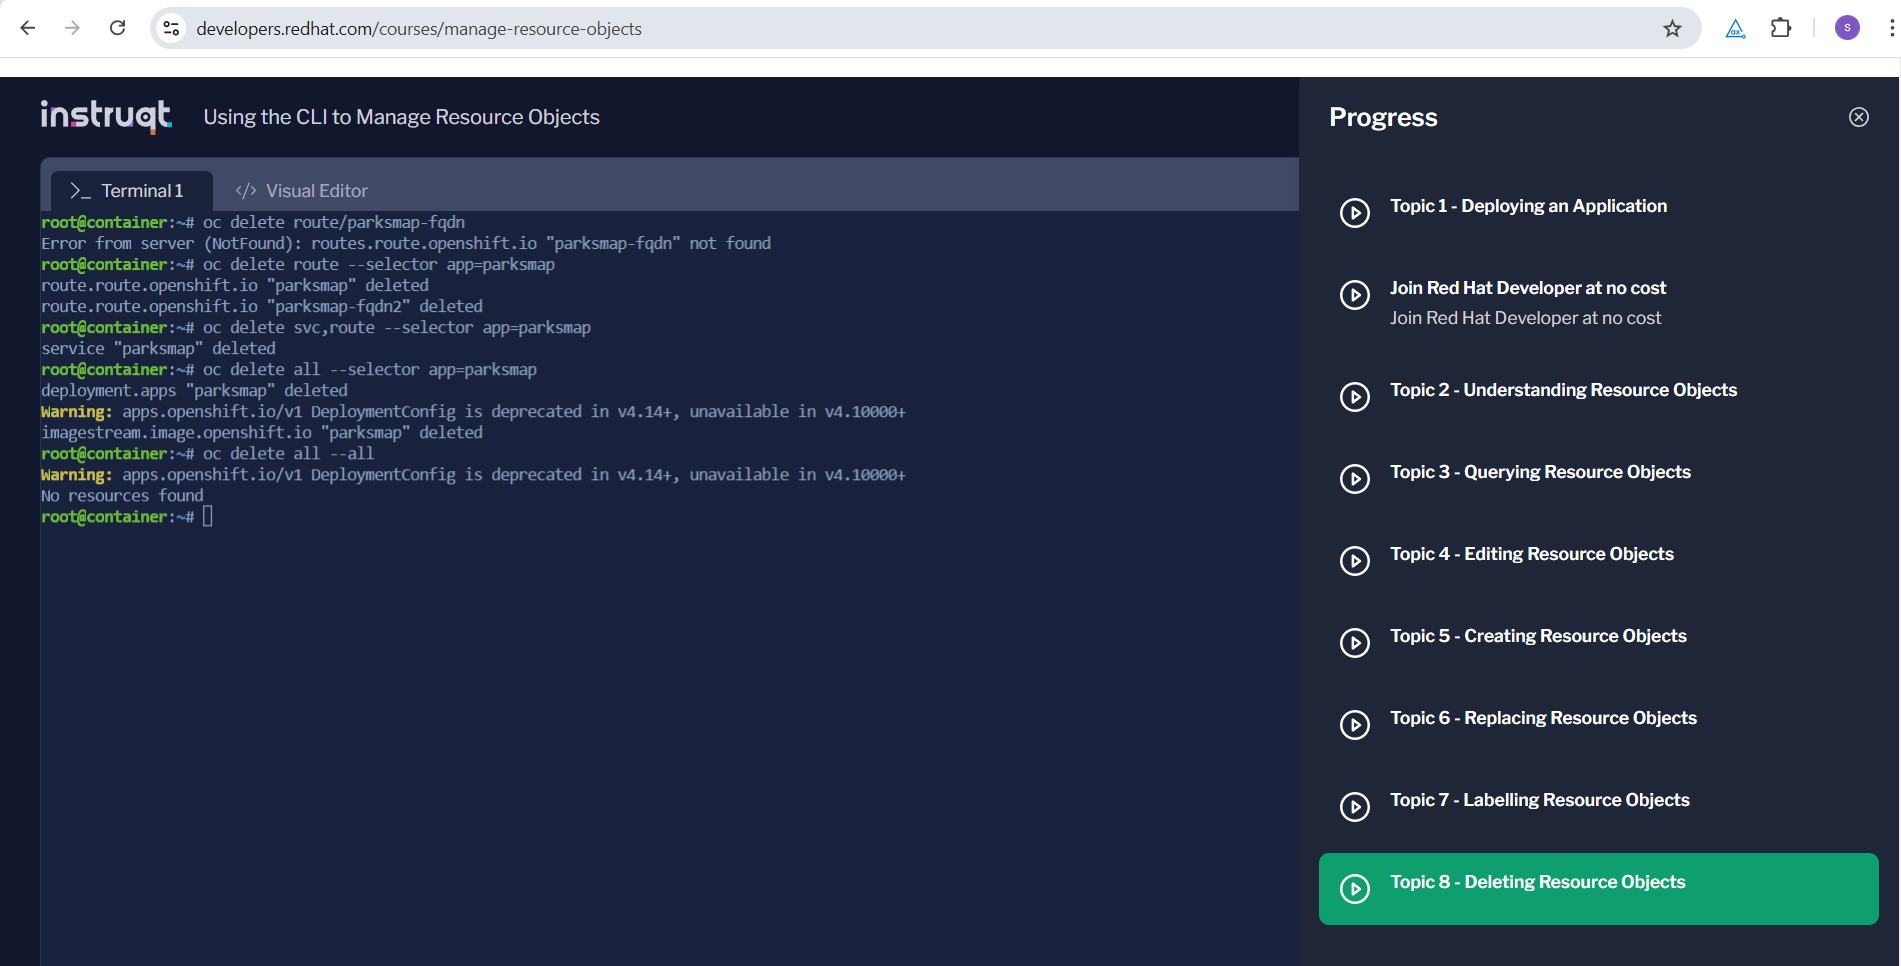 developers.redhat.com/courses/manage-resource-objects
s
instruqt
Using the CLI to Manage Resource Objects
>_ Terminal 1
</> Visual Editor
root@container:~# oc delete route/parksmap-fqdn
Error from server (NotFound): routes.route.openshift.io "parksmap-fqdn" not found
root@container:~# oc delete route --selector app=parksmap
route.route.openshift.io "parksmap" deleted
route.route.openshift.io "parksmap-fqdn2" deleted
root@container:~# oc delete svc,route --selector app=parksmap
service "parksmap" deleted
root@container:~# oc delete all --selector app=parksmap
deployment.apps "parksmap" deleted
Warning: apps.openshift.io/v1 DeploymentConfig is deprecated in v4.14+, unavailable in v4.10000+
imagestream.image.openshift.io "parksmap" deleted
root@container:~# oc delete all --all
Warning: apps.openshift.io/v1 DeploymentConfig is deprecated in v4.14+, unavailable in v4.10000+
No resources found
root@container:~#
Progress
Topic 1 - Deploying an Application
Join Red Hat Developer at no cost
Join Red Hat Developer at no cost
Topic 2 - Understanding Resource Objects
Topic 3 - Querying Resource Objects
Topic 4 - Editing Resource Objects
Topic 5 - Creating Resource Objects
Topic 6 - Replacing Resource Objects
Topic 7 - Labelling Resource Objects
Topic 8 - Deleting Resource Objects